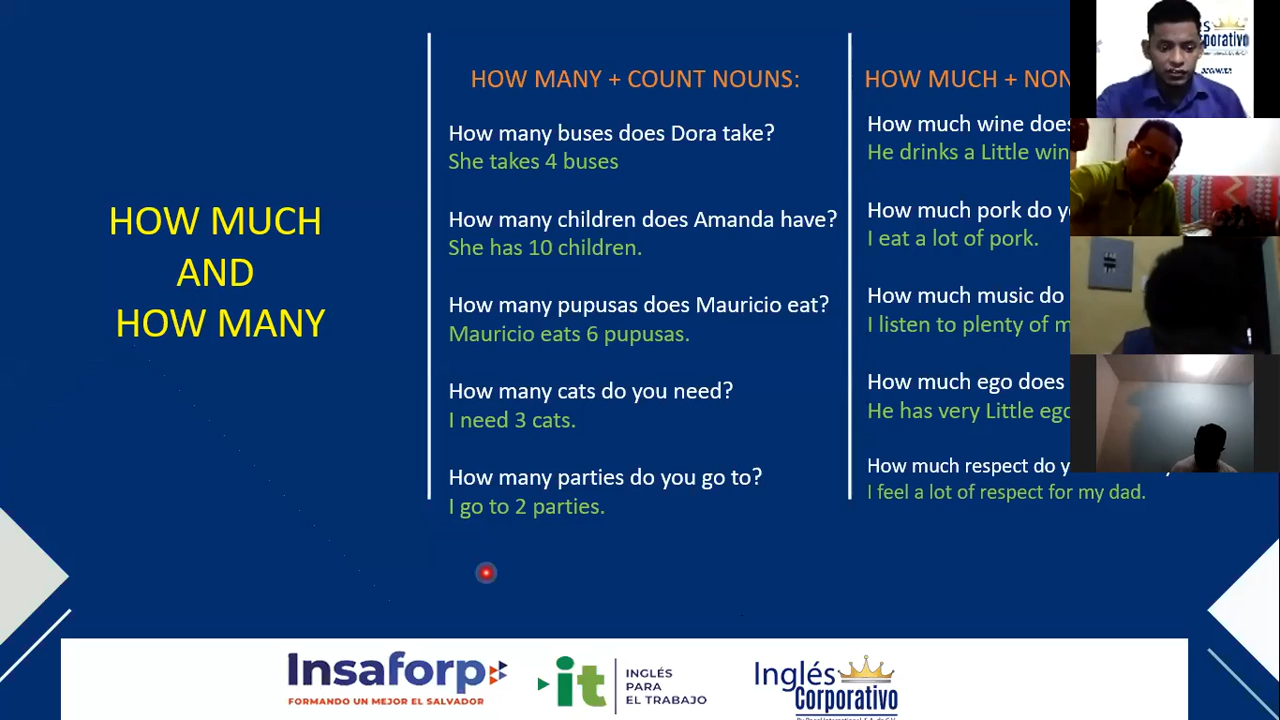 HOW MUCH
AND
HOW MANY
HOW MANY + COUNT NOUNS:
How many buses does Dora take?
She takes 4 buses
How many children does Amanda have?
She has 10 children.
How many pupusas does Mauricio eat?
Mauricio eats 6 pupusas.
How many cats do you need?
I need 3 cats.
How many parties do you go to?
I go to 2 parties.
HOW MUCH + NON
How much wine does
He drinks a Little win
How much pork do y
I eat a lot of pork.
How much music do
I listen to plenty of m
How much ego does
He has very Little ego
How much respect do y
I feel a lot of respect for my dad.
Insaforp
FORMANDO UN MEJOR EL SALVADOR
it
INGLÉS
PARA
EL TRABAJO
Inglés
Corporativo